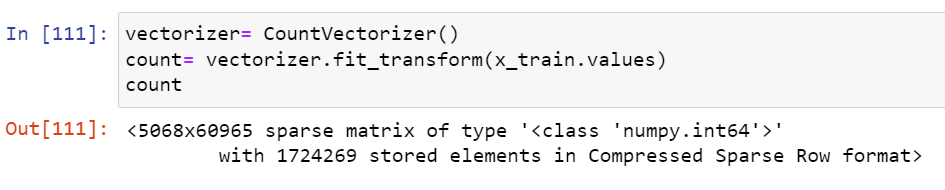 In [111]: vectorizer= CountVectorizer()
count= vectorizer.fit_transform(x_train.values)
count
Out[111]: <5068x60965 sparse matrix of type '<class 'numpy.int64'>'
with 1724269 stored elements in Compressed Sparse Row format>